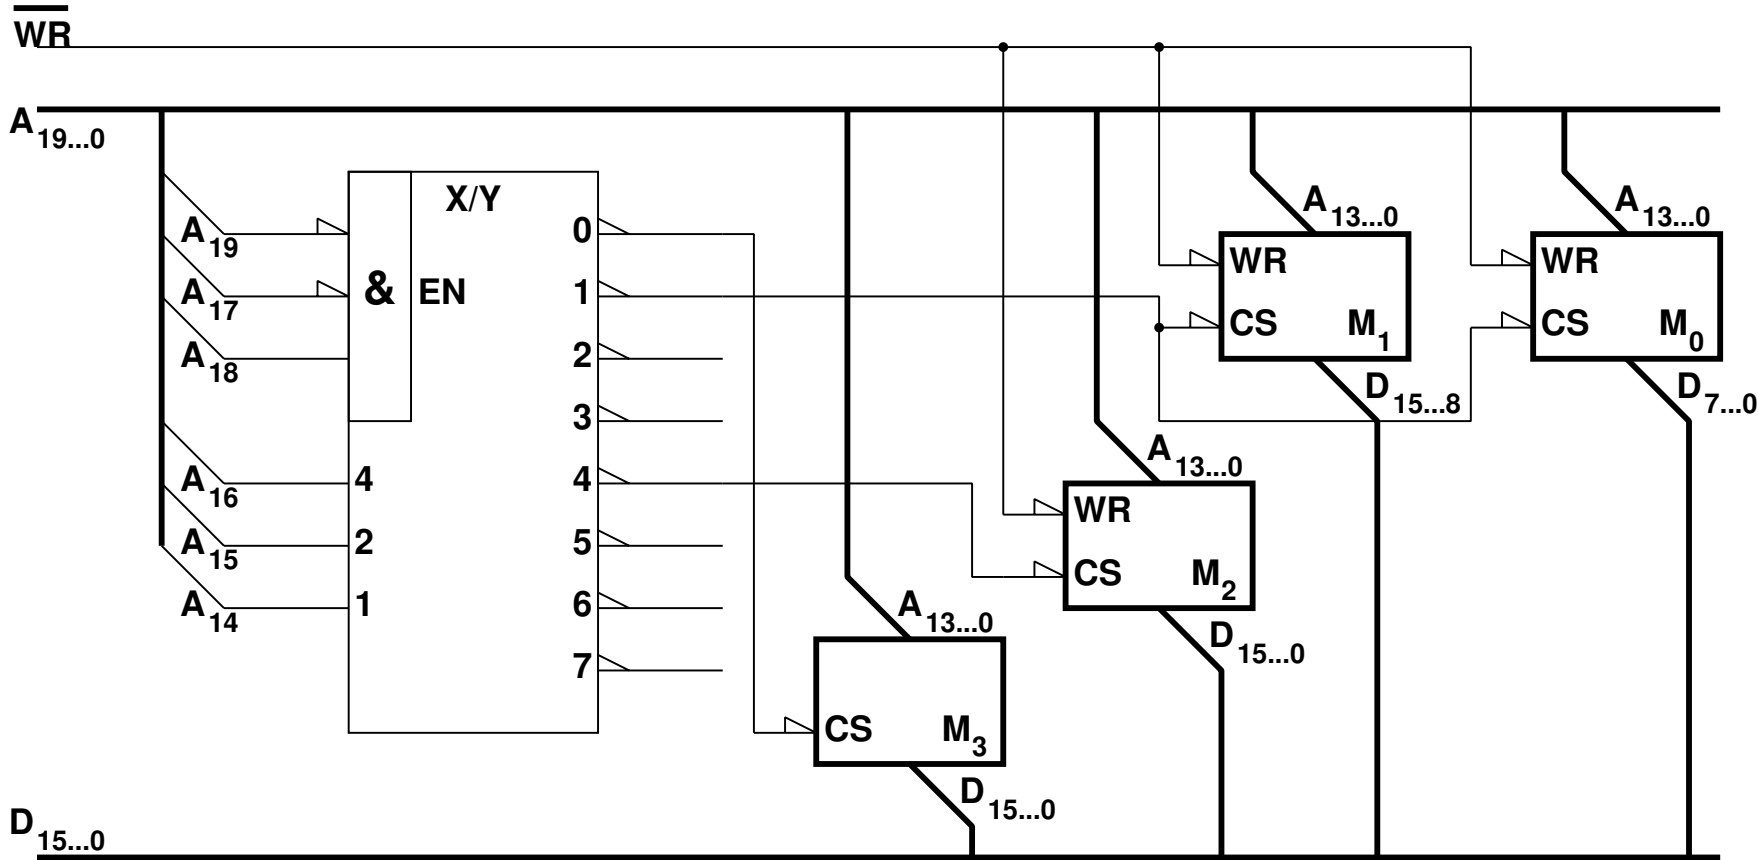 W̅R̅
A19...0
X/Y
A19
A17
A18
A16
A15
A14
&
EN
4
2
1
0
1
2
3
4
5
6
7
A13...0
WR
CS
M1
D15...8
A13...0
WR
CS
M0
D7...0
A13...0
WR
CS
M2
D15...0
A13...0
CS
M3
D15...0
D15...0